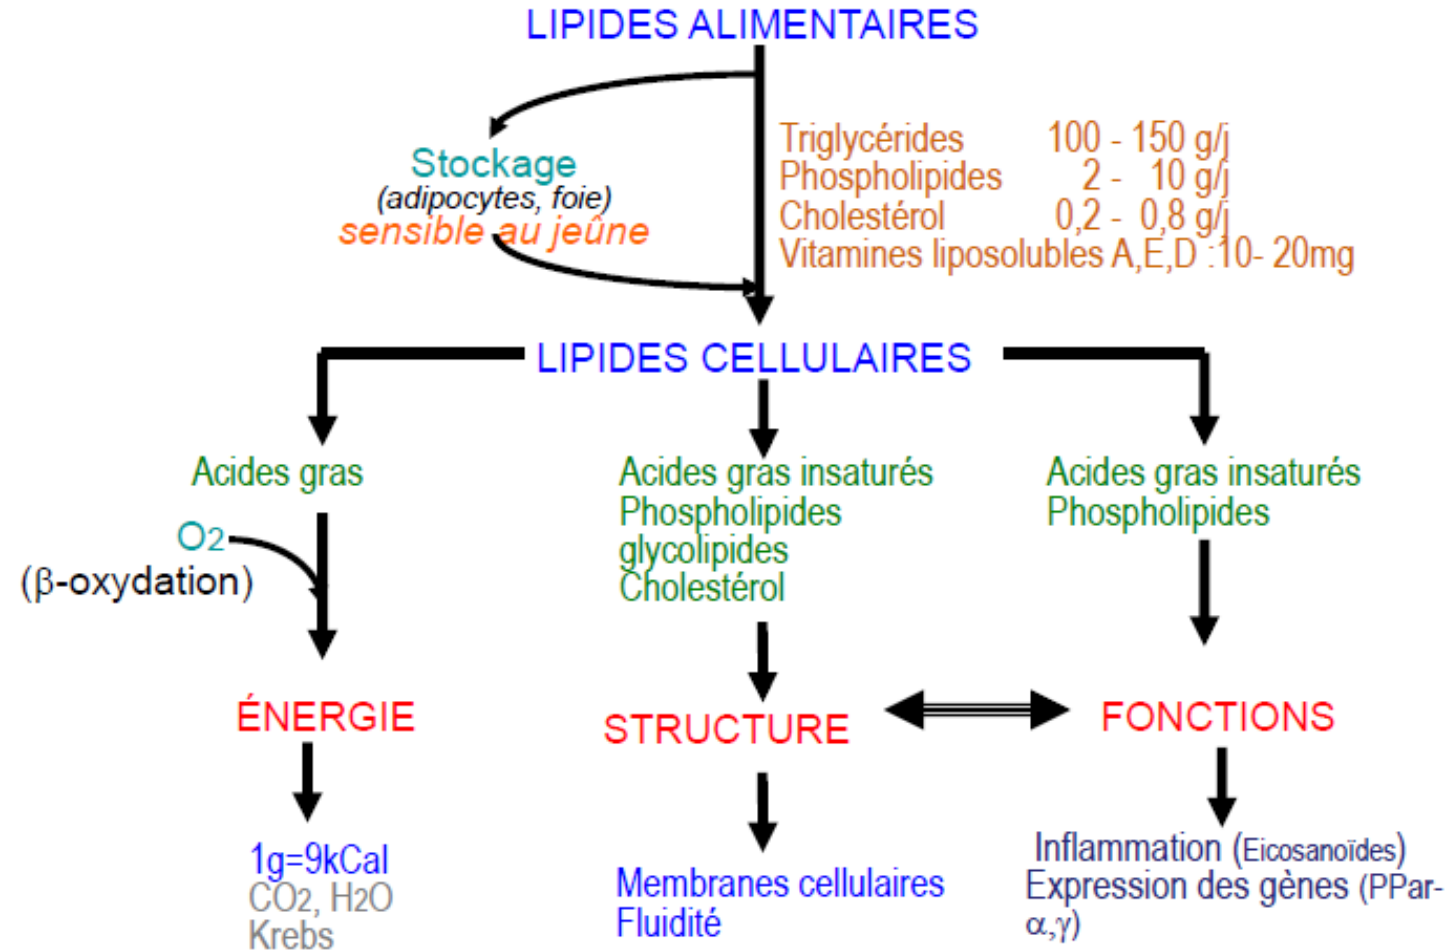 LIPIDES ALIMENTAIRES
Stockage
(adipocytes, foie)
sensible au jeûne
Triglycérides 100 - 150 g/j
Phospholipides 2 - 10 g/j
Cholestérol 0,2 - 0,8 g/j
Vitamines liposolubles A,E,D :10- 20mg
LIPIDES CELLULAIRES
Acides gras
O2
(β-oxydation)
ÉNERGIE
1g=9kCal
CO2, H2O
Krebs
Acides gras insaturés
Phospholipides
glycolipides
Cholestérol
STRUCTURE
Membranes cellulaires
Fluidité
Acides gras insaturés
Phospholipides
FONCTIONS
Inflammation (Eicosanoïdes)
Expression des gènes (PPar-
α,γ)